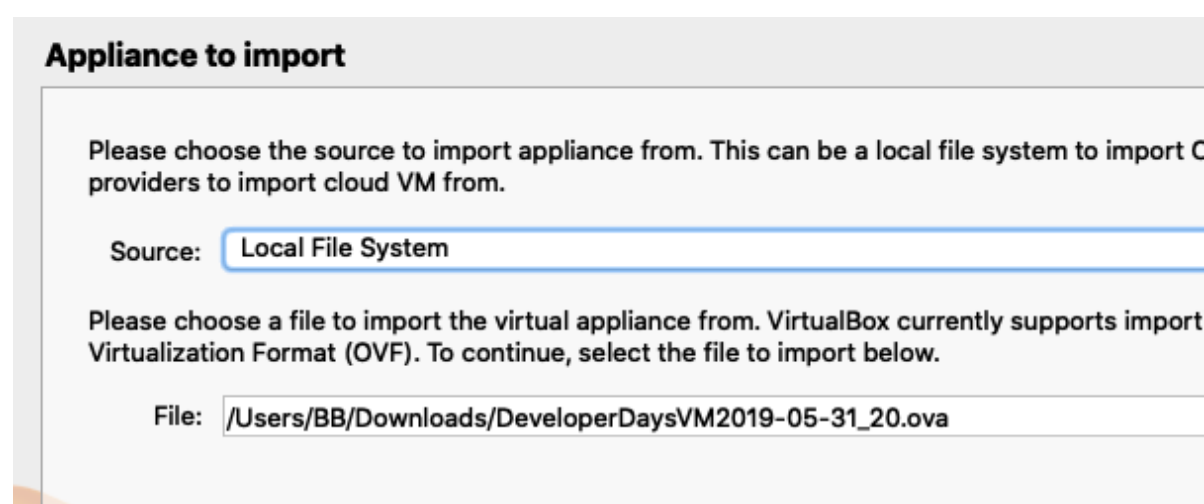 Appliance to import
Please choose the source to import appliance from. This can be a local file system to import
providers to import cloud VM from.
Source: Local File System
Please choose a file to import the virtual appliance from. VirtualBox currently supports import
Virtualization Format (OVF). To continue, select the file to import below.
File: /Users/BB/Downloads/DeveloperDaysVM2019-05-31_20.ova